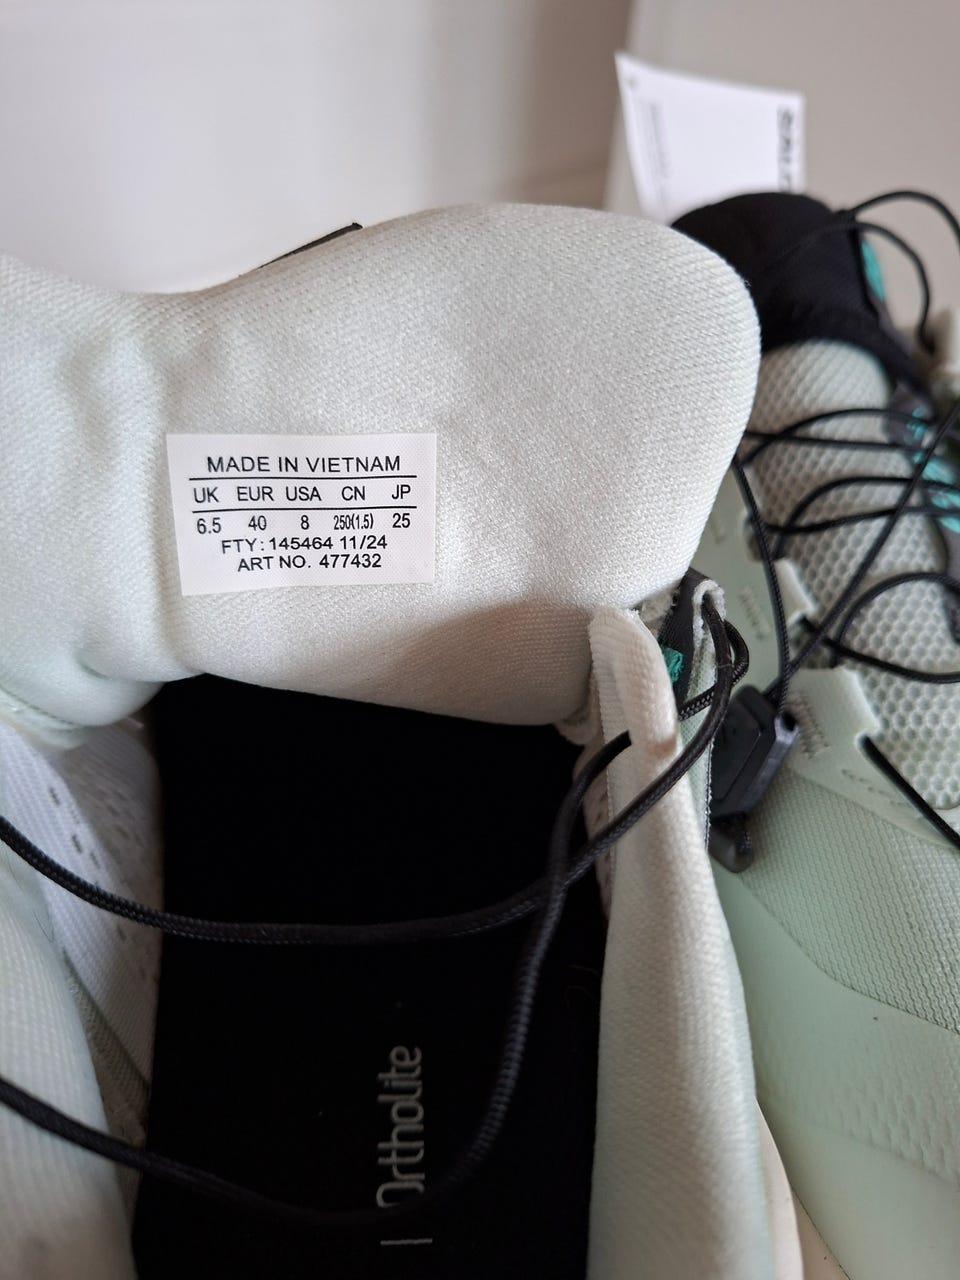 MADE IN VIETNAM
UK EUR USA CN JP
6.5 40 8 250(1.5) 25
FTY: 145464 11/24
ART NO. 477432
Ortholite